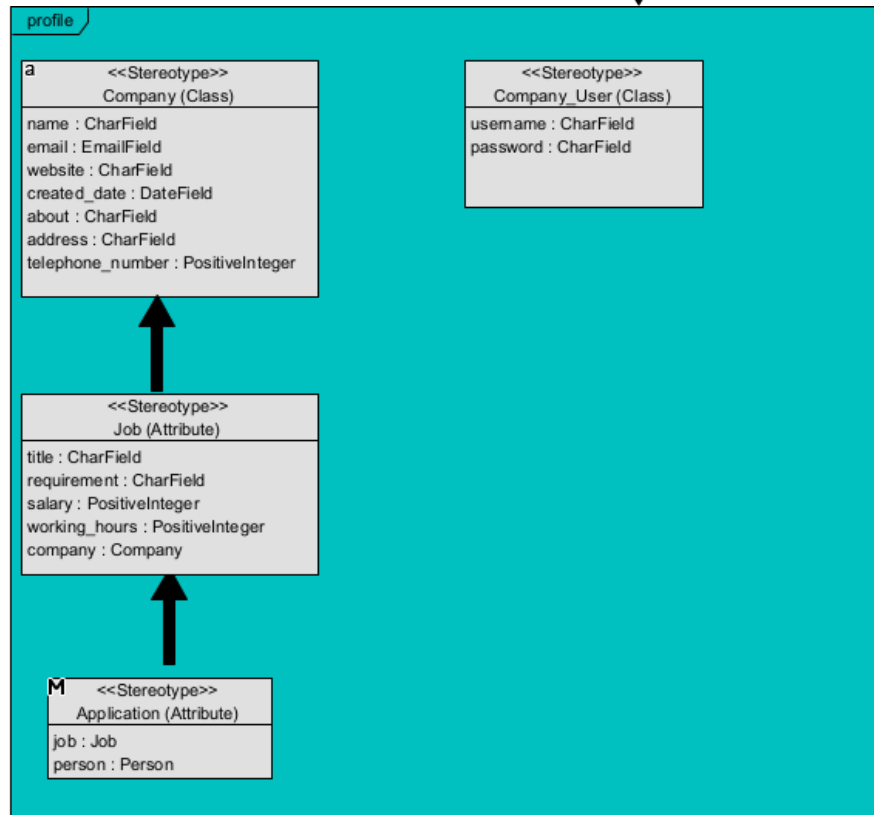 profile
a
<<Stereotype>>
Company (Class)
name : CharField
email : EmailField
website : CharField
created_date : DateField
about : CharField
address : CharField
telephone_number : PositiveInteger
<<Stereotype>>
Company_User (Class)
username : CharField
password : CharField
<<Stereotype>>
Job (Attribute)
title : CharField
requirement : CharField
salary : PositiveInteger
working_hours : PositiveInteger
company : Company
M
<<Stereotype>>
Application (Attribute)
job : Job
person : Person